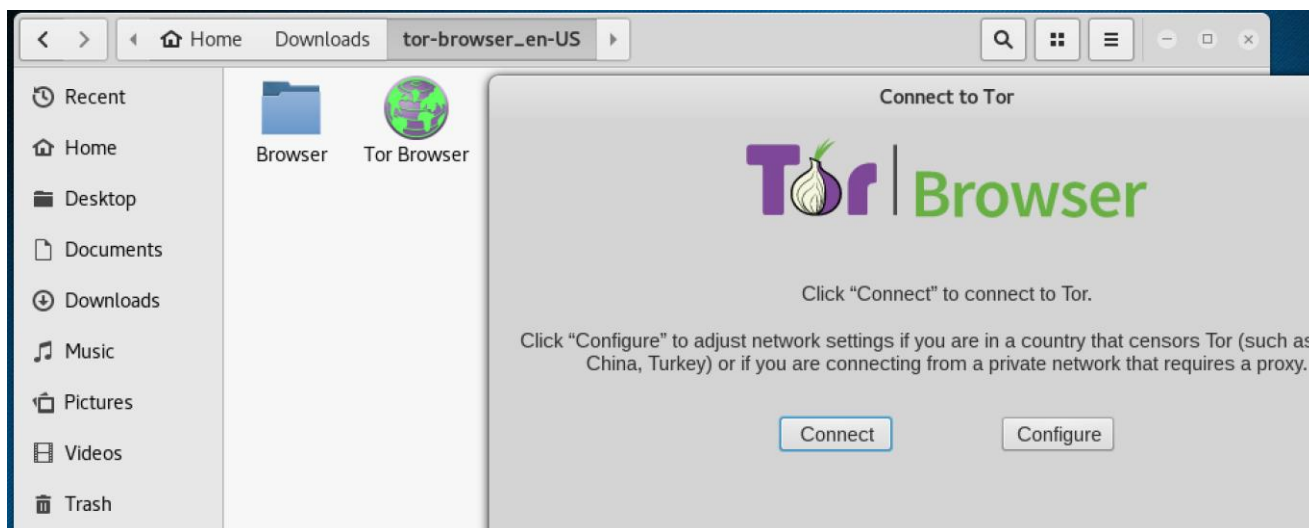 Home Downloads tor-browser_en-US
Recent
Home
Desktop
Documents
Downloads
Music
Pictures
Videos
Trash
Browser Tor Browser
Connect to Tor
Tor Browser
Click “Connect” to connect to Tor.
Click “Configure” to adjust network settings if you are in a country that censors Tor (such as
China, Turkey) or if you are connecting from a private network that requires a proxy.
Connect Configure